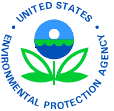 UNITED STATES
ENVIRONMENTAL PROTECTION AGENCY